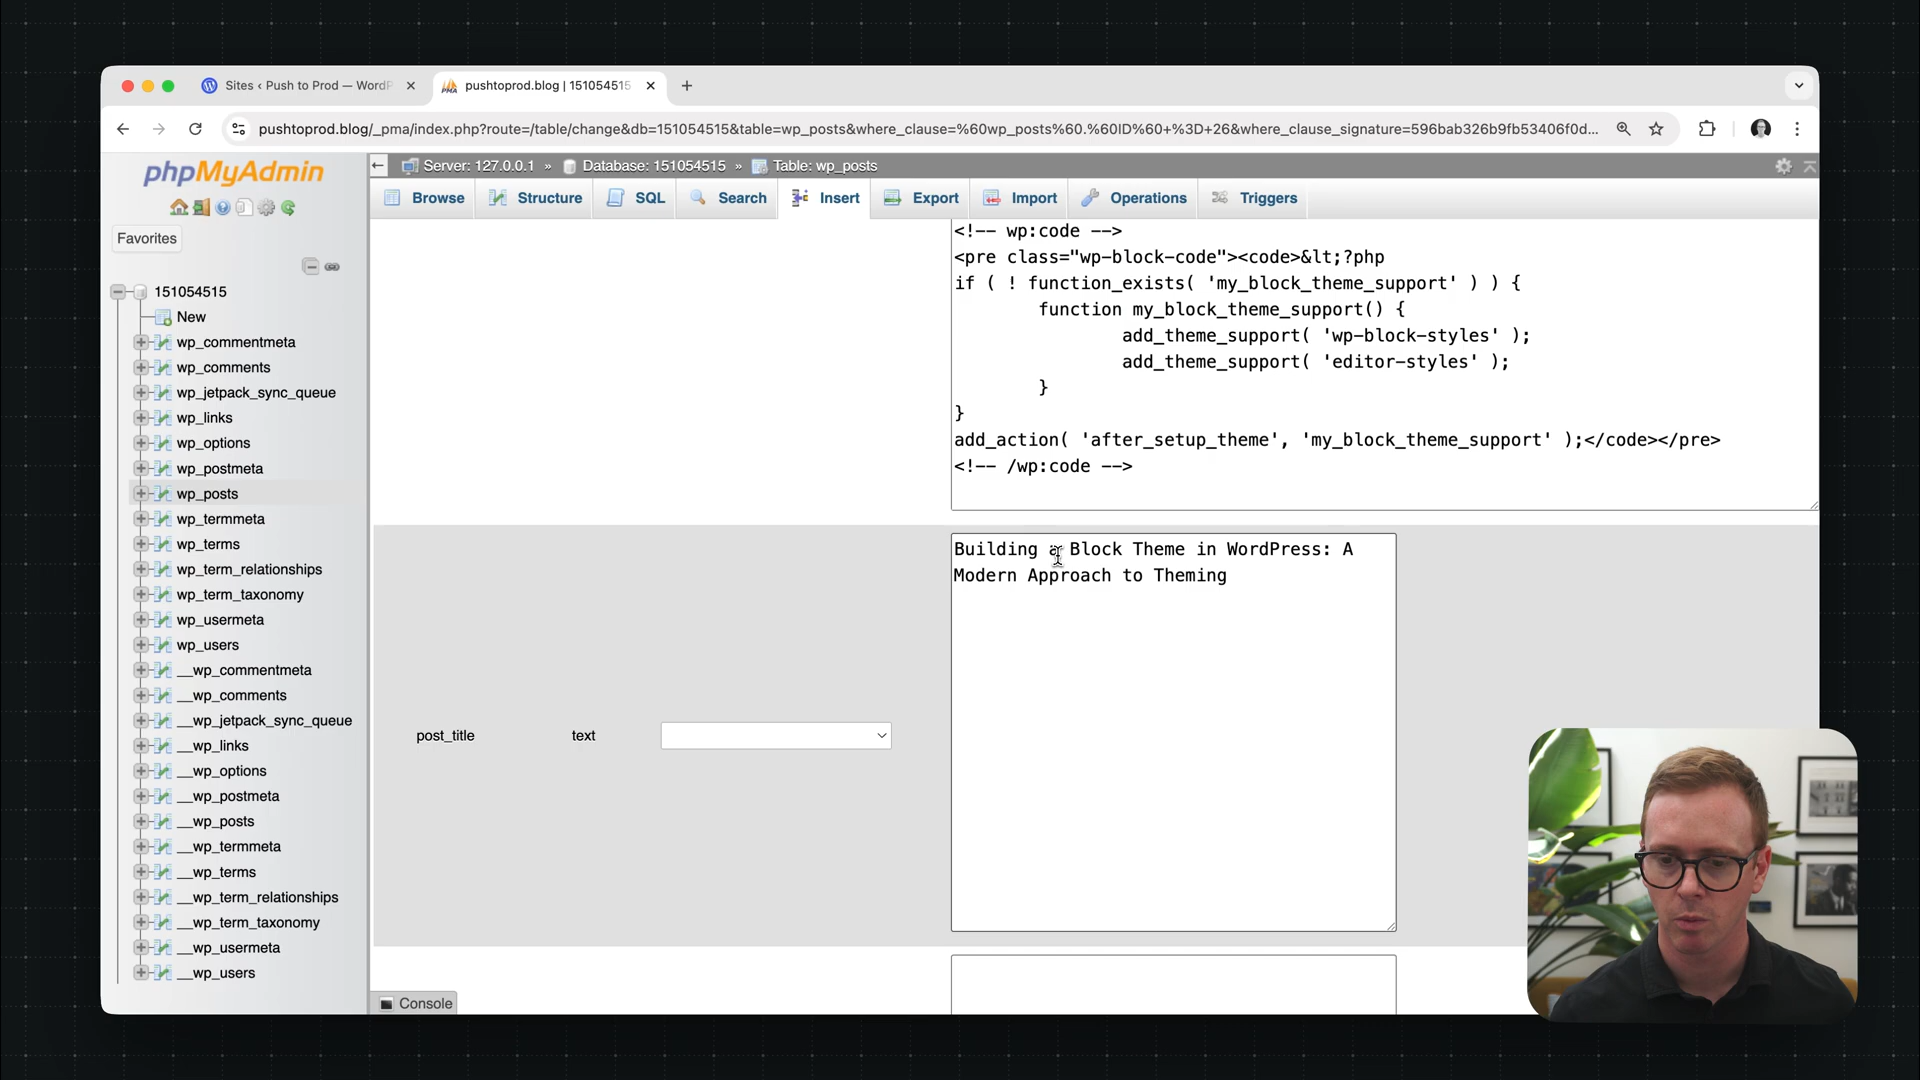 Sites ‹ Push to Prod — WordP
pushtoprod.blog | 151054515
pushtoprod.blog/_pma/index.php?route=/table/change&db=151054515&table=wp_posts&where_clause=%60wp_posts%60.%60ID%60+%3D+26&where_clause_signature=596bab326b9fb53406f0d...
phpMyAdmin
Server: 127.0.0.1 » Database: 151054515 » Table: wp_posts
Browse Structure SQL Search Insert Export Import Operations Triggers
Favorites
151054515
New
wp_commentmeta
wp_comments
wp_jetpack_sync_queue
wp_links
wp_options
wp_postmeta
wp_posts
wp_termmeta
wp_terms
wp_term_relationships
wp_term_taxonomy
wp_usermeta
wp_users
__wp_commentmeta
__wp_comments
__wp_jetpack_sync_queue
__wp_links
__wp_options
__wp_postmeta
__wp_posts
__wp_termmeta
__wp_terms
__wp_term_relationships
__wp_term_taxonomy
__wp_usermeta
__wp_users
<!-- wp:code -->
<pre class="wp-block-code"><code>&lt;?php
if ( ! function_exists( 'my_block_theme_support' ) ) {
function my_block_theme_support() {
add_theme_support( 'wp-block-styles' );
add_theme_support( 'editor-styles' );
}
}
add_action( 'after_setup_theme', 'my_block_theme_support' );</code></pre>
<!-- /wp:code -->
post_title text
Building a Block Theme in WordPress: A
Modern Approach to Theming
Console